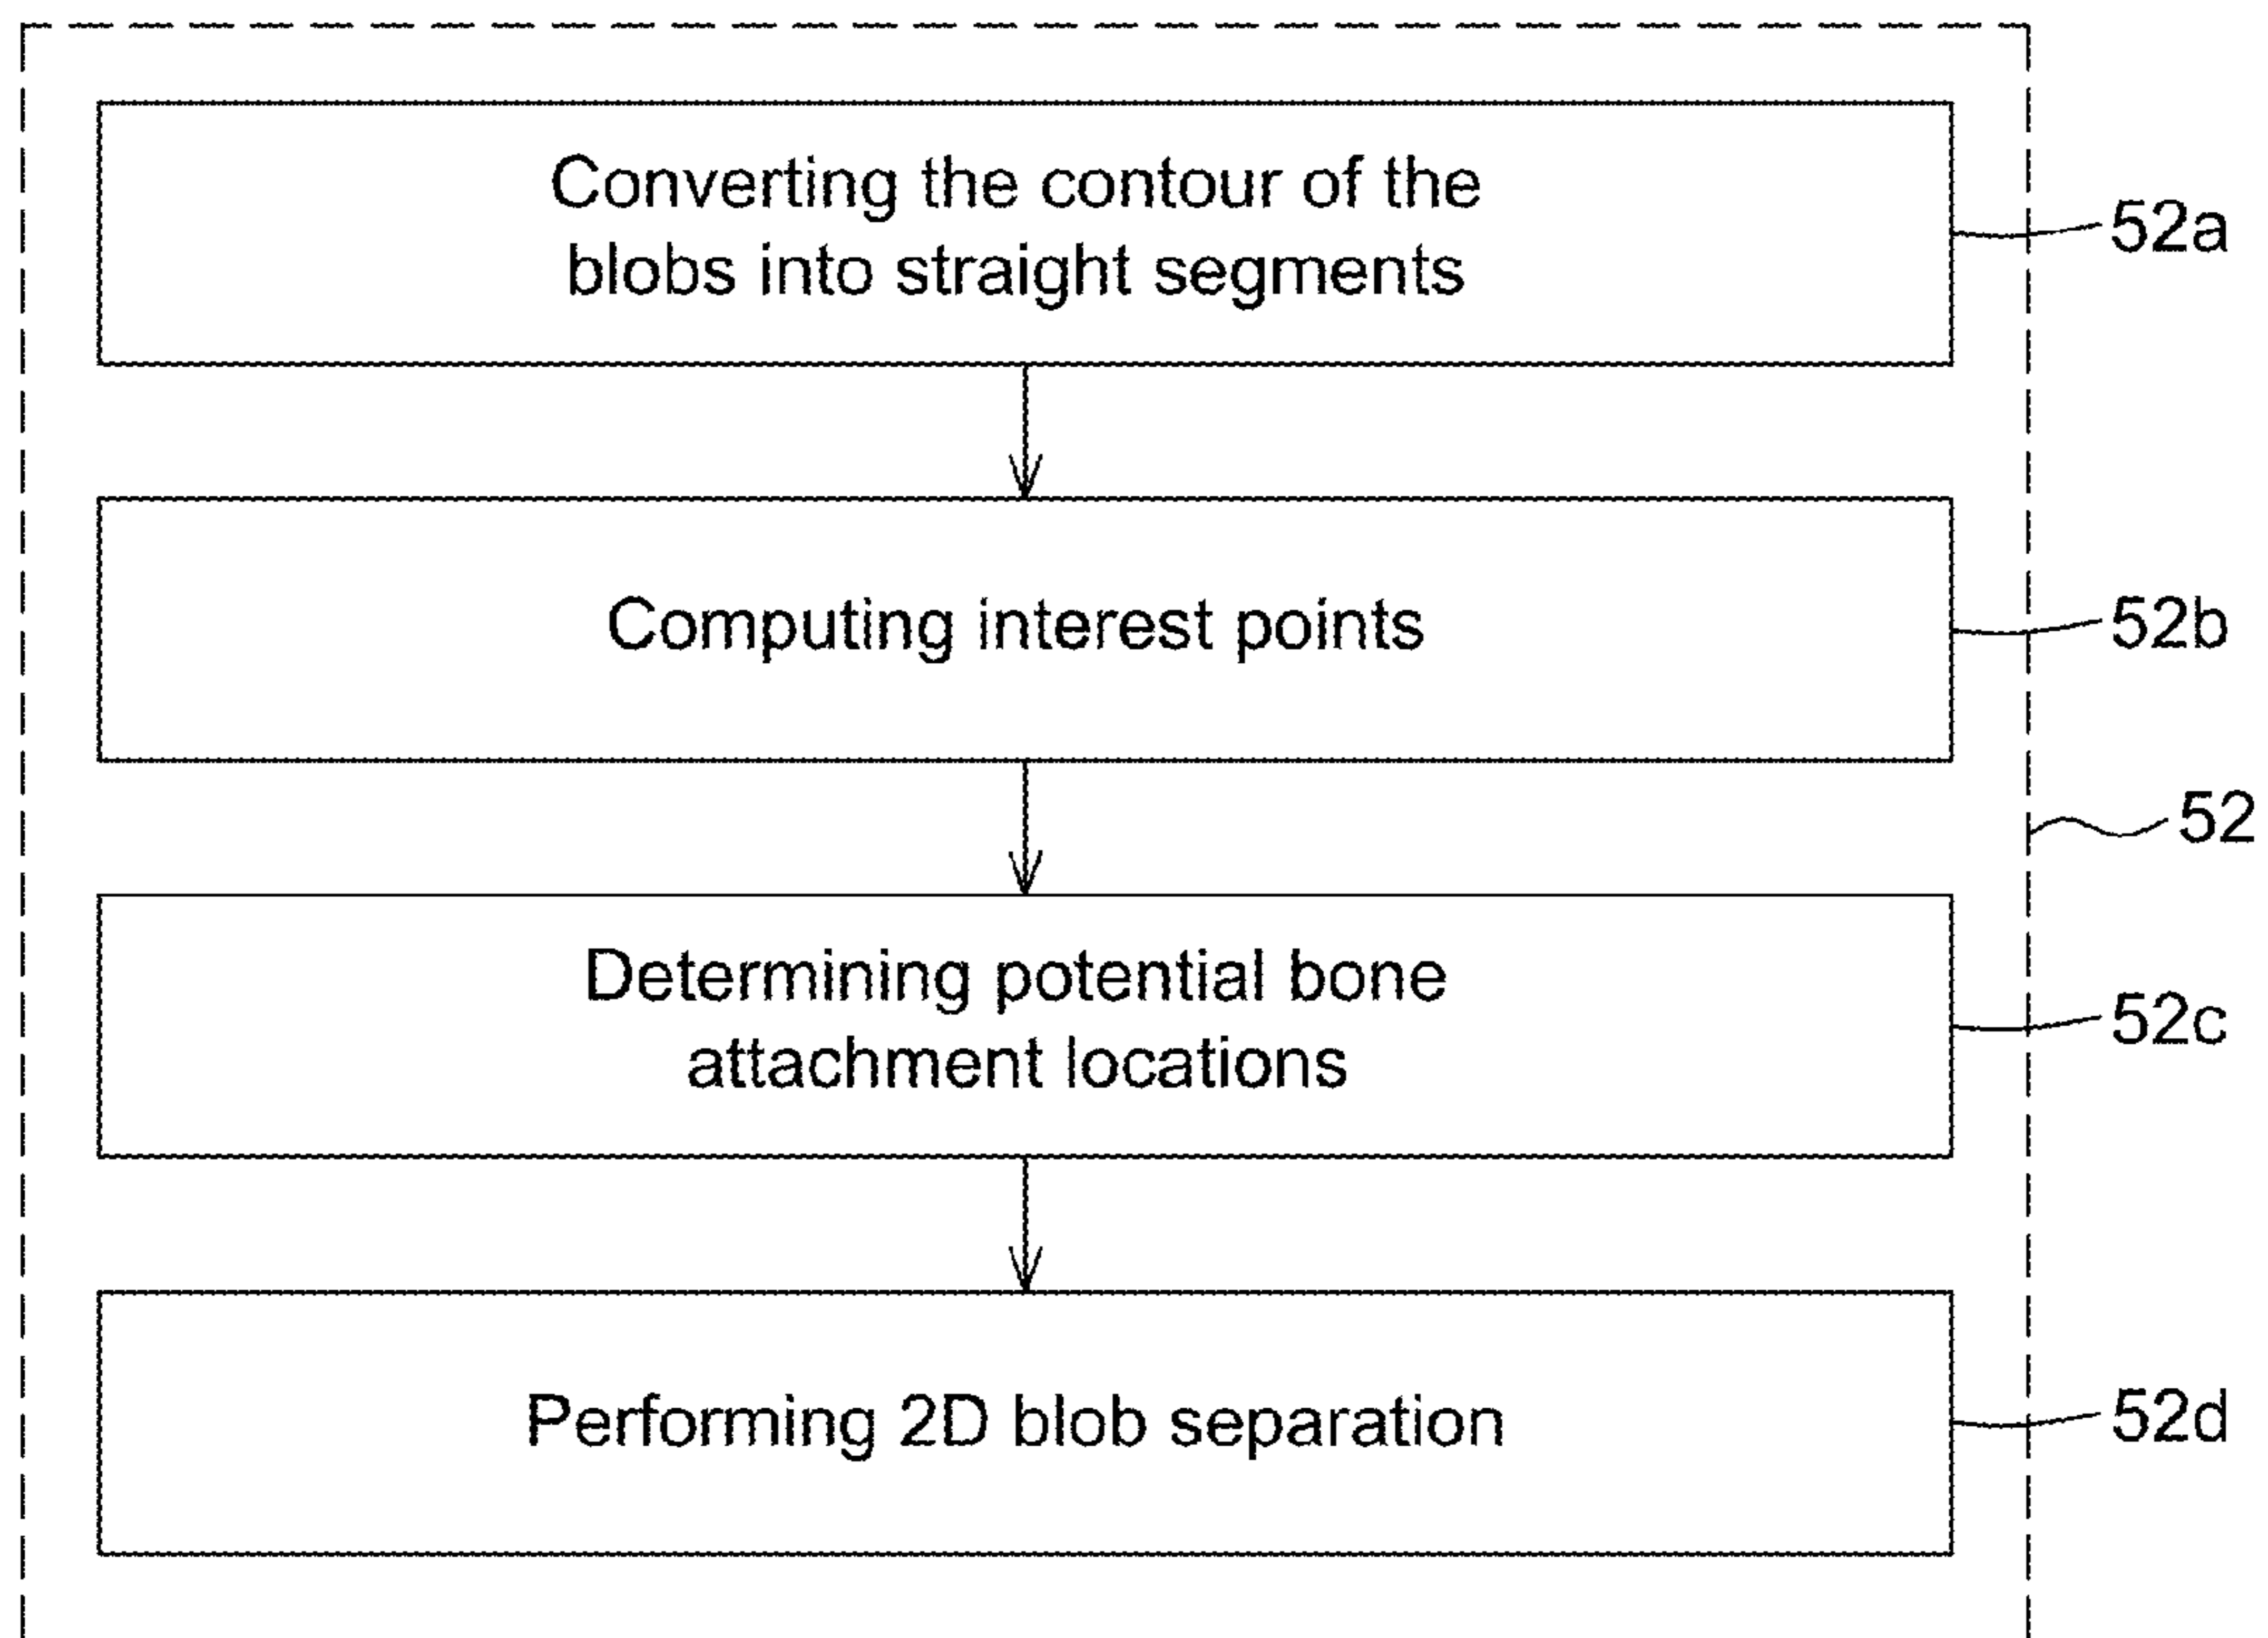 Converting the contour of the
blobs into straight segments
52a
Computing interest points
52b
52
Determining potential bone
attachment locations
52c
Performing 2D blob separation
52d